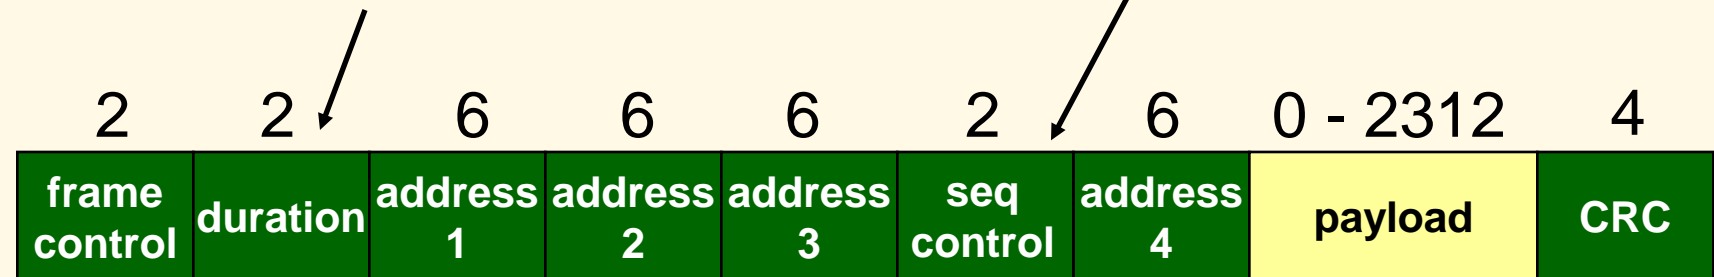 2 2 6 6 6 2 6 0 - 2312 4
frame control duration address 1 address 2 address 3 seq control address 4 payload CRC